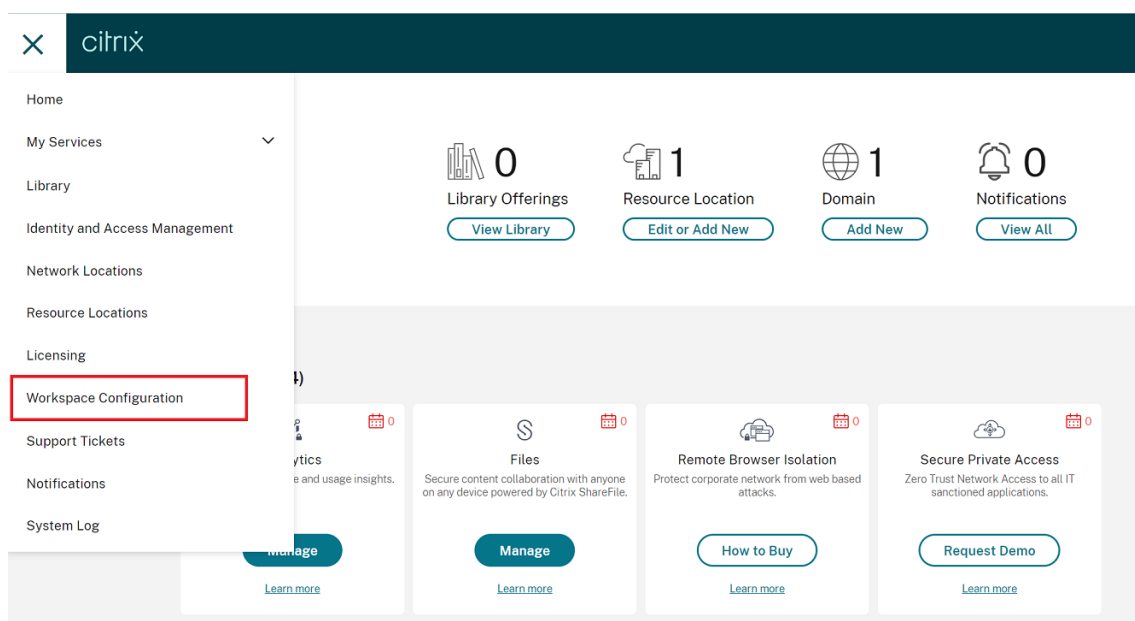 citrix
Home
My Services
Library
Identity and Access Management
Network Locations
Resource Locations
Licensing
Workspace Configuration
Support Tickets
Notifications
System Log
0
Library Offerings
View Library
1
Resource Location
Edit or Add New
1
Domain
Add New
0
Notifications
View All
4)
0
ytics
e and usage insights.
Manage
Learn more
0
Files
Secure content collaboration with anyone
on any device powered by Citrix ShareFile.
Manage
Learn more
0
Remote Browser Isolation
Protect corporate network from web based
attacks.
How to Buy
Learn more
0
Secure Private Access
Zero Trust Network Access to all IT
sanctioned applications.
Request Demo
Learn more